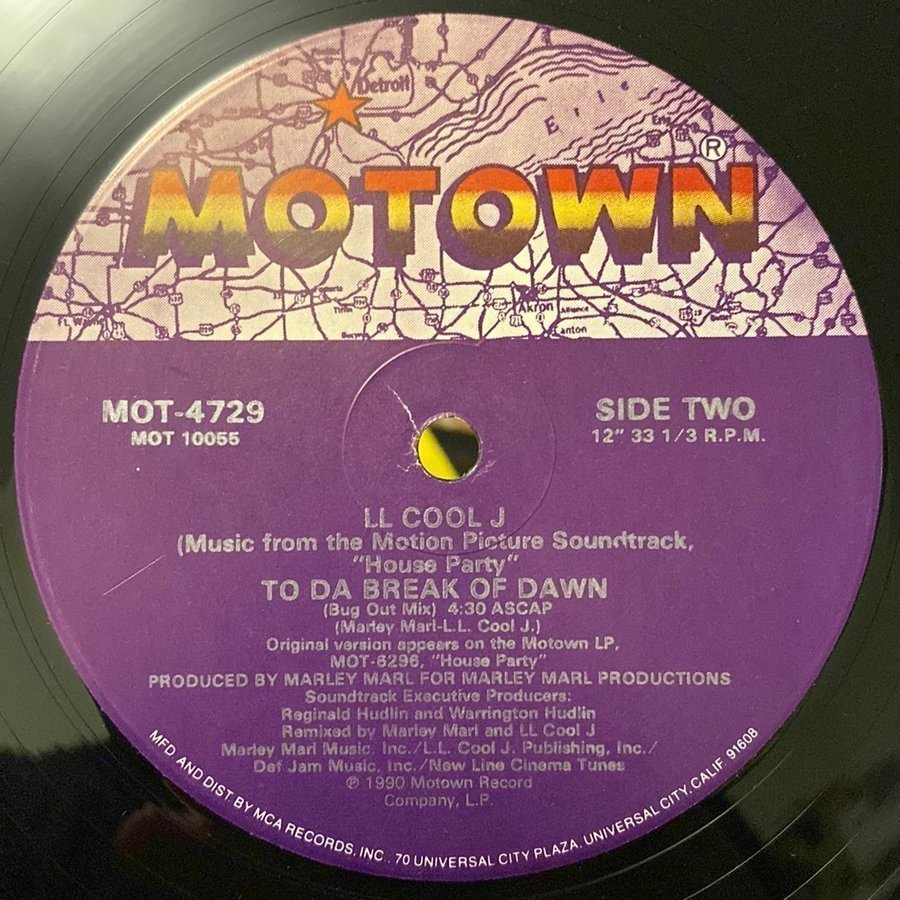 Detroit
Erie
MOTOWN®
Akron
Canton
MOT-4729
MOT 10055
SIDE TWO
12" 33 1/3 R.P.M.
LL COOL J
(Music from the Motion Picture Soundtrack,
"House Party"
TO DA BREAK OF DAWN
(Bug Out Mix) 4:30 ASCAP
(Marley Marl-L.L. Cool J.)
Original version appears on the Motown LP,
MOT-6296, "House Party"
PRODUCED BY MARLEY MARL FOR MARLEY MARL PRODUCTIONS
Soundtrack Executive Producers:
Reginald Hudlin and Warrington Hudlin
Remixed by Marley Marl and LL Cool J
Marley Marl Music, Inc./L.L. Cool J. Publishing, Inc./
Def Jam Music, Inc./New Line Cinema Tunes
℗ 1990 Motown Record
Company, L.P.
MFD AND DIST BY MCA RECORDS, INC., 70 UNIVERSAL CITY PLAZA, UNIVERSAL CITY, CALIF 91608